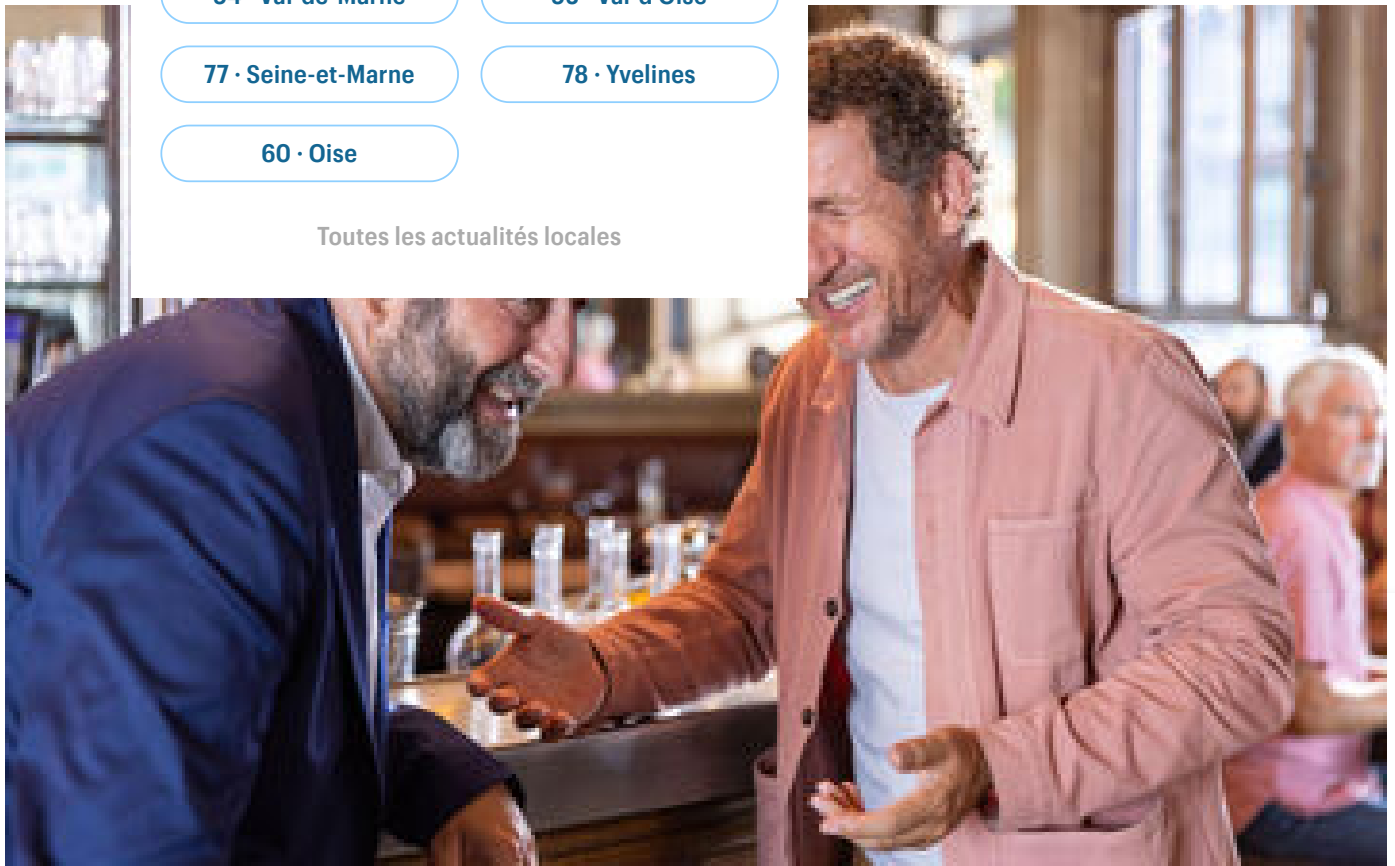 77 · Seine-et-Marne
78 · Yvelines
60 · Oise
Toutes les actualités locales